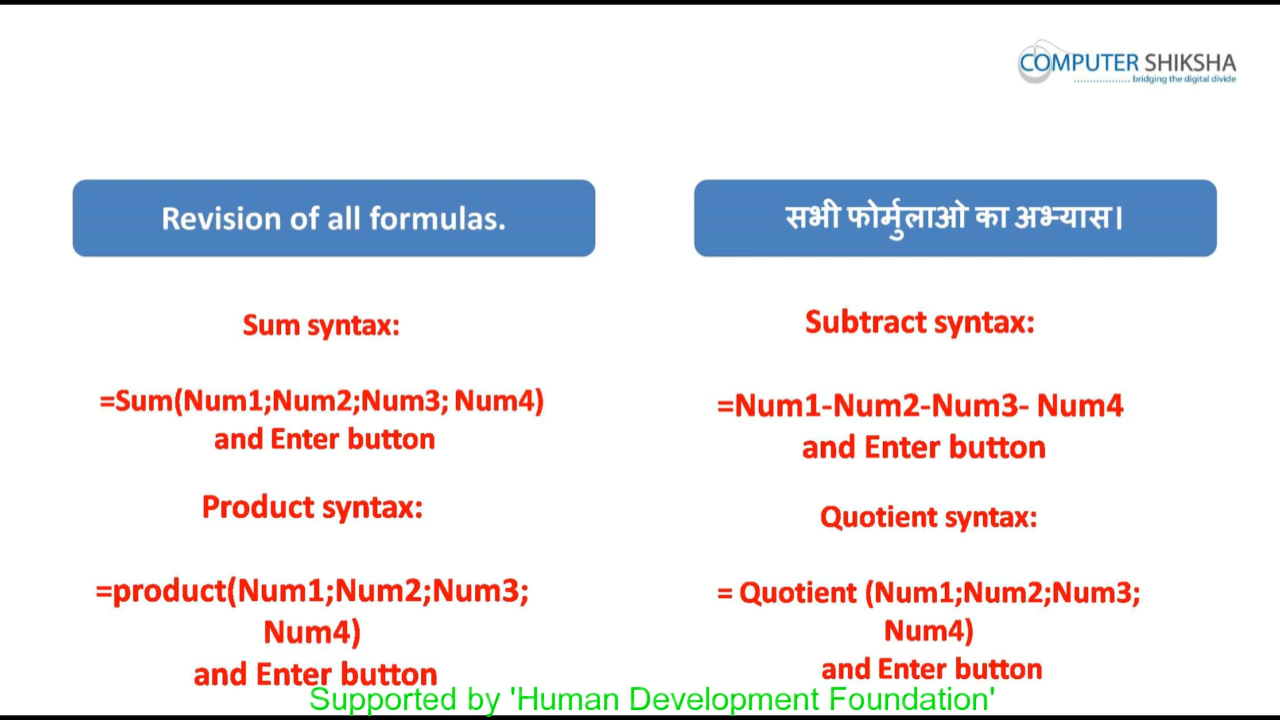 COMPUTER SHIKSHA
bridging the digital divide
Revision of all formulas.
सभी फोर्मुलाओ का अभ्यास।
Sum syntax:
=Sum(Num1;Num2;Num3; Num4)
and Enter button
Subtract syntax:
=Num1-Num2-Num3- Num4
and Enter button
Product syntax:
=product(Num1;Num2;Num3;
Num4)
and Enter button
Quotient syntax:
= Quotient (Num1;Num2;Num3;
Num4)
and Enter button
Supported by 'Human Development Foundation'